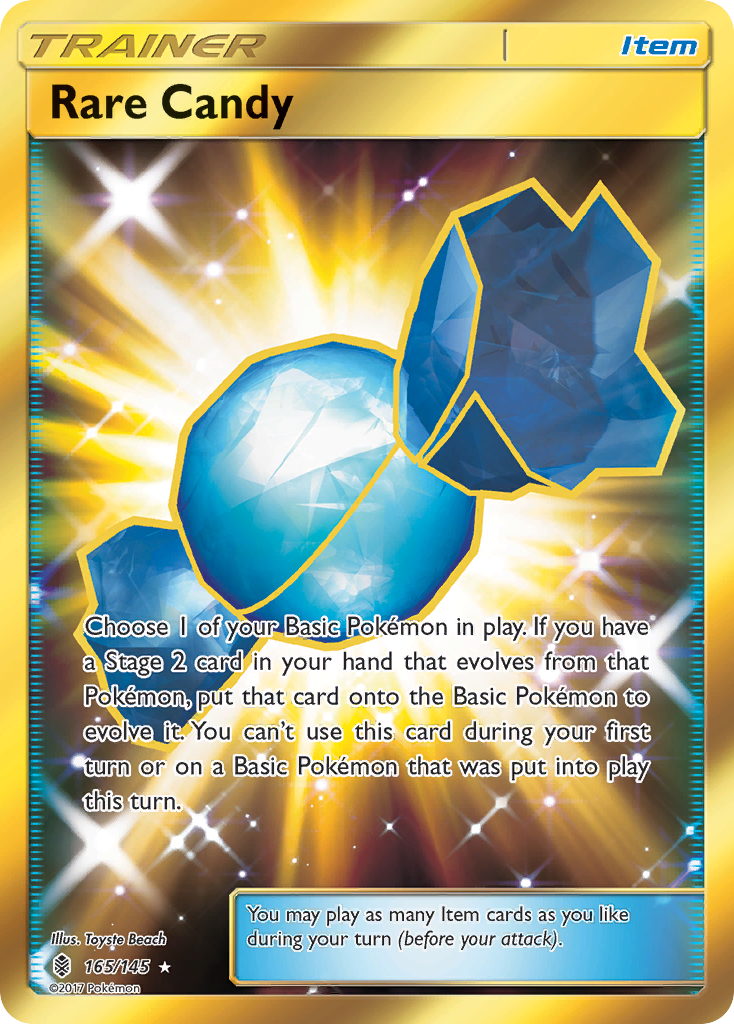 TRAINER
Item
Rare Candy
Choose 1 of your Basic Pokémon in play. If you have
a Stage 2 card in your hand that evolves from that
Pokémon, put that card onto the Basic Pokémon to
evolve it. You can't use this card during your first
turn or on a Basic Pokémon that was put into play
this turn.
You may play as many Item cards as you like
during your turn (before your attack).
Illus. Toyste Beach
165/145 ★
©2017 Pokémon